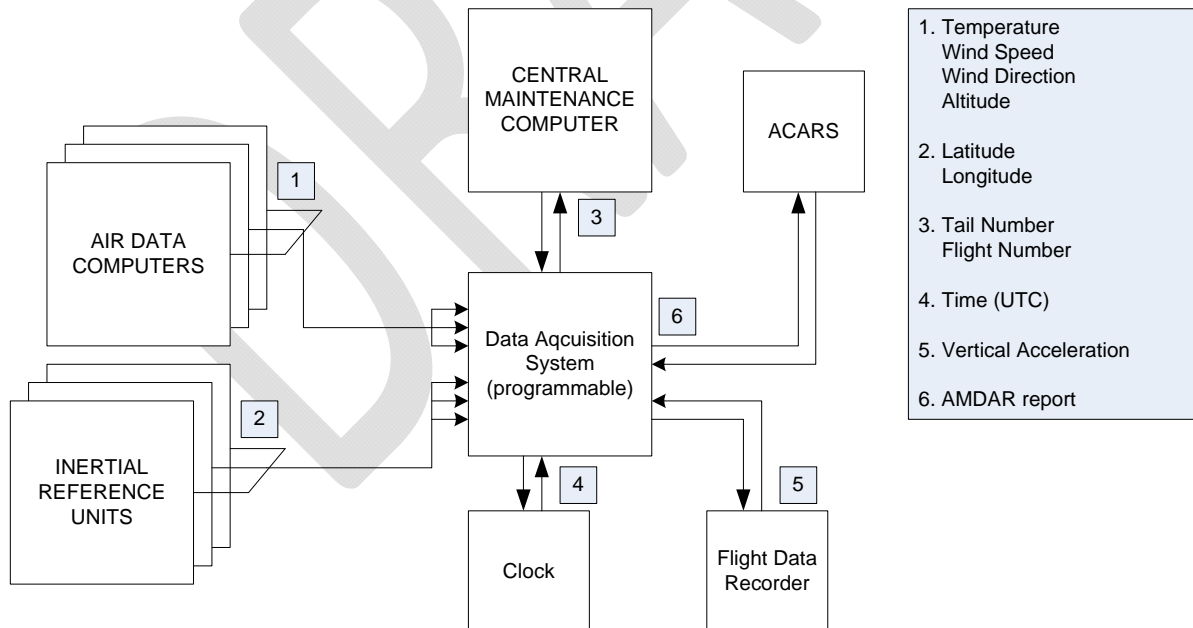 CENTRAL
MAINTENANCE
COMPUTER
ACARS
1
AIR DATA
COMPUTERS
3
6
Data Aqcuisition
System
(programmable)
2
INERTIAL
REFERENCE
UNITS
4
5
Clock
Flight Data
Recorder
1. Temperature
Wind Speed
Wind Direction
Altitude
2. Latitude
Longitude
3. Tail Number
Flight Number
4. Time (UTC)
5. Vertical Acceleration
6. AMDAR report